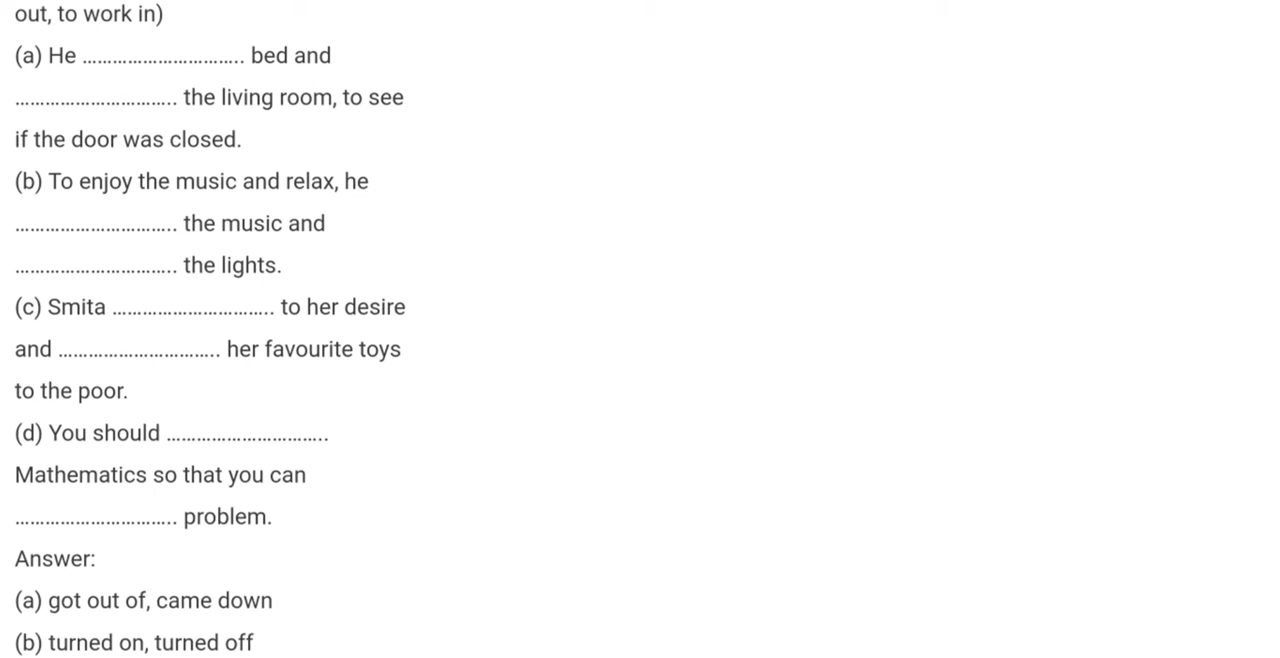 out, to work in)
(a) He ………………………….. bed and
………………………….. the living room, to see
if the door was closed.
(b) To enjoy the music and relax, he
………………………….. the music and
………………………….. the lights.
(c) Smita ………………………….. to her desire
and ………………………….. her favourite toys
to the poor.
(d) You should …………………………..
Mathematics so that you can
………………………….. problem.
Answer:
(a) got out of, came down
(b) turned on, turned off